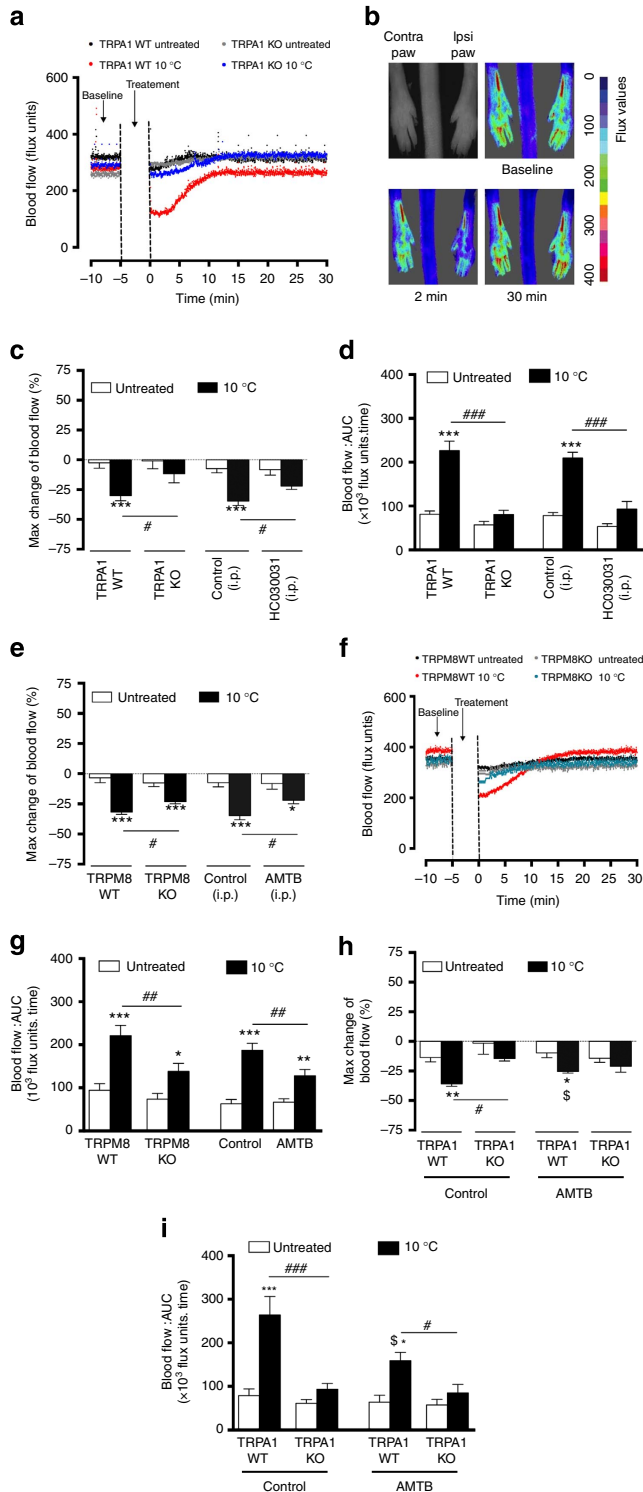 a
TRPA1 WT untreated TRPA1 KO untreated
TRPA1 WT 10 °C TRPA1 KO 10 °C
Baseline Treatement
600
400
200
0
Blood flow (flux units)
–10 –5 0 5 10 15 20 25 30
Time (min)
b
Contra paw Ipsi paw
Baseline
2 min 30 min
0
100
200
300
400
Flux values
c
Untreated 10 °C
75
50
25
0
–25
–50
–75
Max change of blood flow (%)
*** ***
# #
TRPA1 WT TRPA1 KO Control (i.p.) HC030031 (i.p.)
d
Untreated 10 °C
400
300
200
100
0
Blood flow :AUC
(×10³ flux units.time)
### ###
*** ***
TRPA1 WT TRPA1 KO Control (i.p.) HC030031 (i.p.)
e
Untreated 10 °C
75
50
25
0
–25
–50
–75
Max change of blood flow (%)
*** *** *** *
# #
TRPM8 WT TRPM8 KO Control (i.p.) AMTB (i.p.)
f
TRPM8WT untreated TRPM8KO untreated
TRPM8WT 10 °C TRPM8KO 10 °C
Baseline Treatement
600
400
200
0
Blood flow (flux untis)
–10 –5 0 5 10 15 20 25 30
Time (min)
g
Untreated 10 °C
400
300
200
100
0
Blood flow :AUC
(10³ flux units. time)
## ##
*** * *** **
TRPM8 WT TRPM8 KO Control AMTB
h
Untreated 10 °C
75
50
25
0
–25
–50
–75
Max change of
blood flow (%)
** *
$
#
TRPA1 WT TRPA1 KO TRPA1 WT TRPA1 KO
Control AMTB
i
Untreated 10 °C
400
300
200
100
0
Blood flow :AUC
(×10³ flux units. time)
### #
*** $ *
TRPA1 WT TRPA1 KO TRPA1 WT TRPA1 KO
Control AMTB